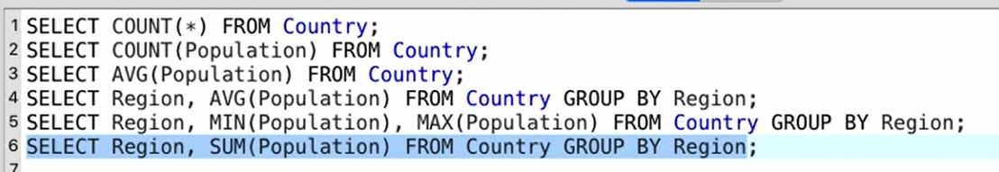 1 SELECT COUNT(*) FROM Country;
2 SELECT COUNT(Population) FROM Country;
3 SELECT AVG(Population) FROM Country;
4 SELECT Region, AVG(Population) FROM Country GROUP BY Region;
5 SELECT Region, MIN(Population), MAX(Population) FROM Country GROUP BY Region;
6 SELECT Region, SUM(Population) FROM Country GROUP BY Region;
7